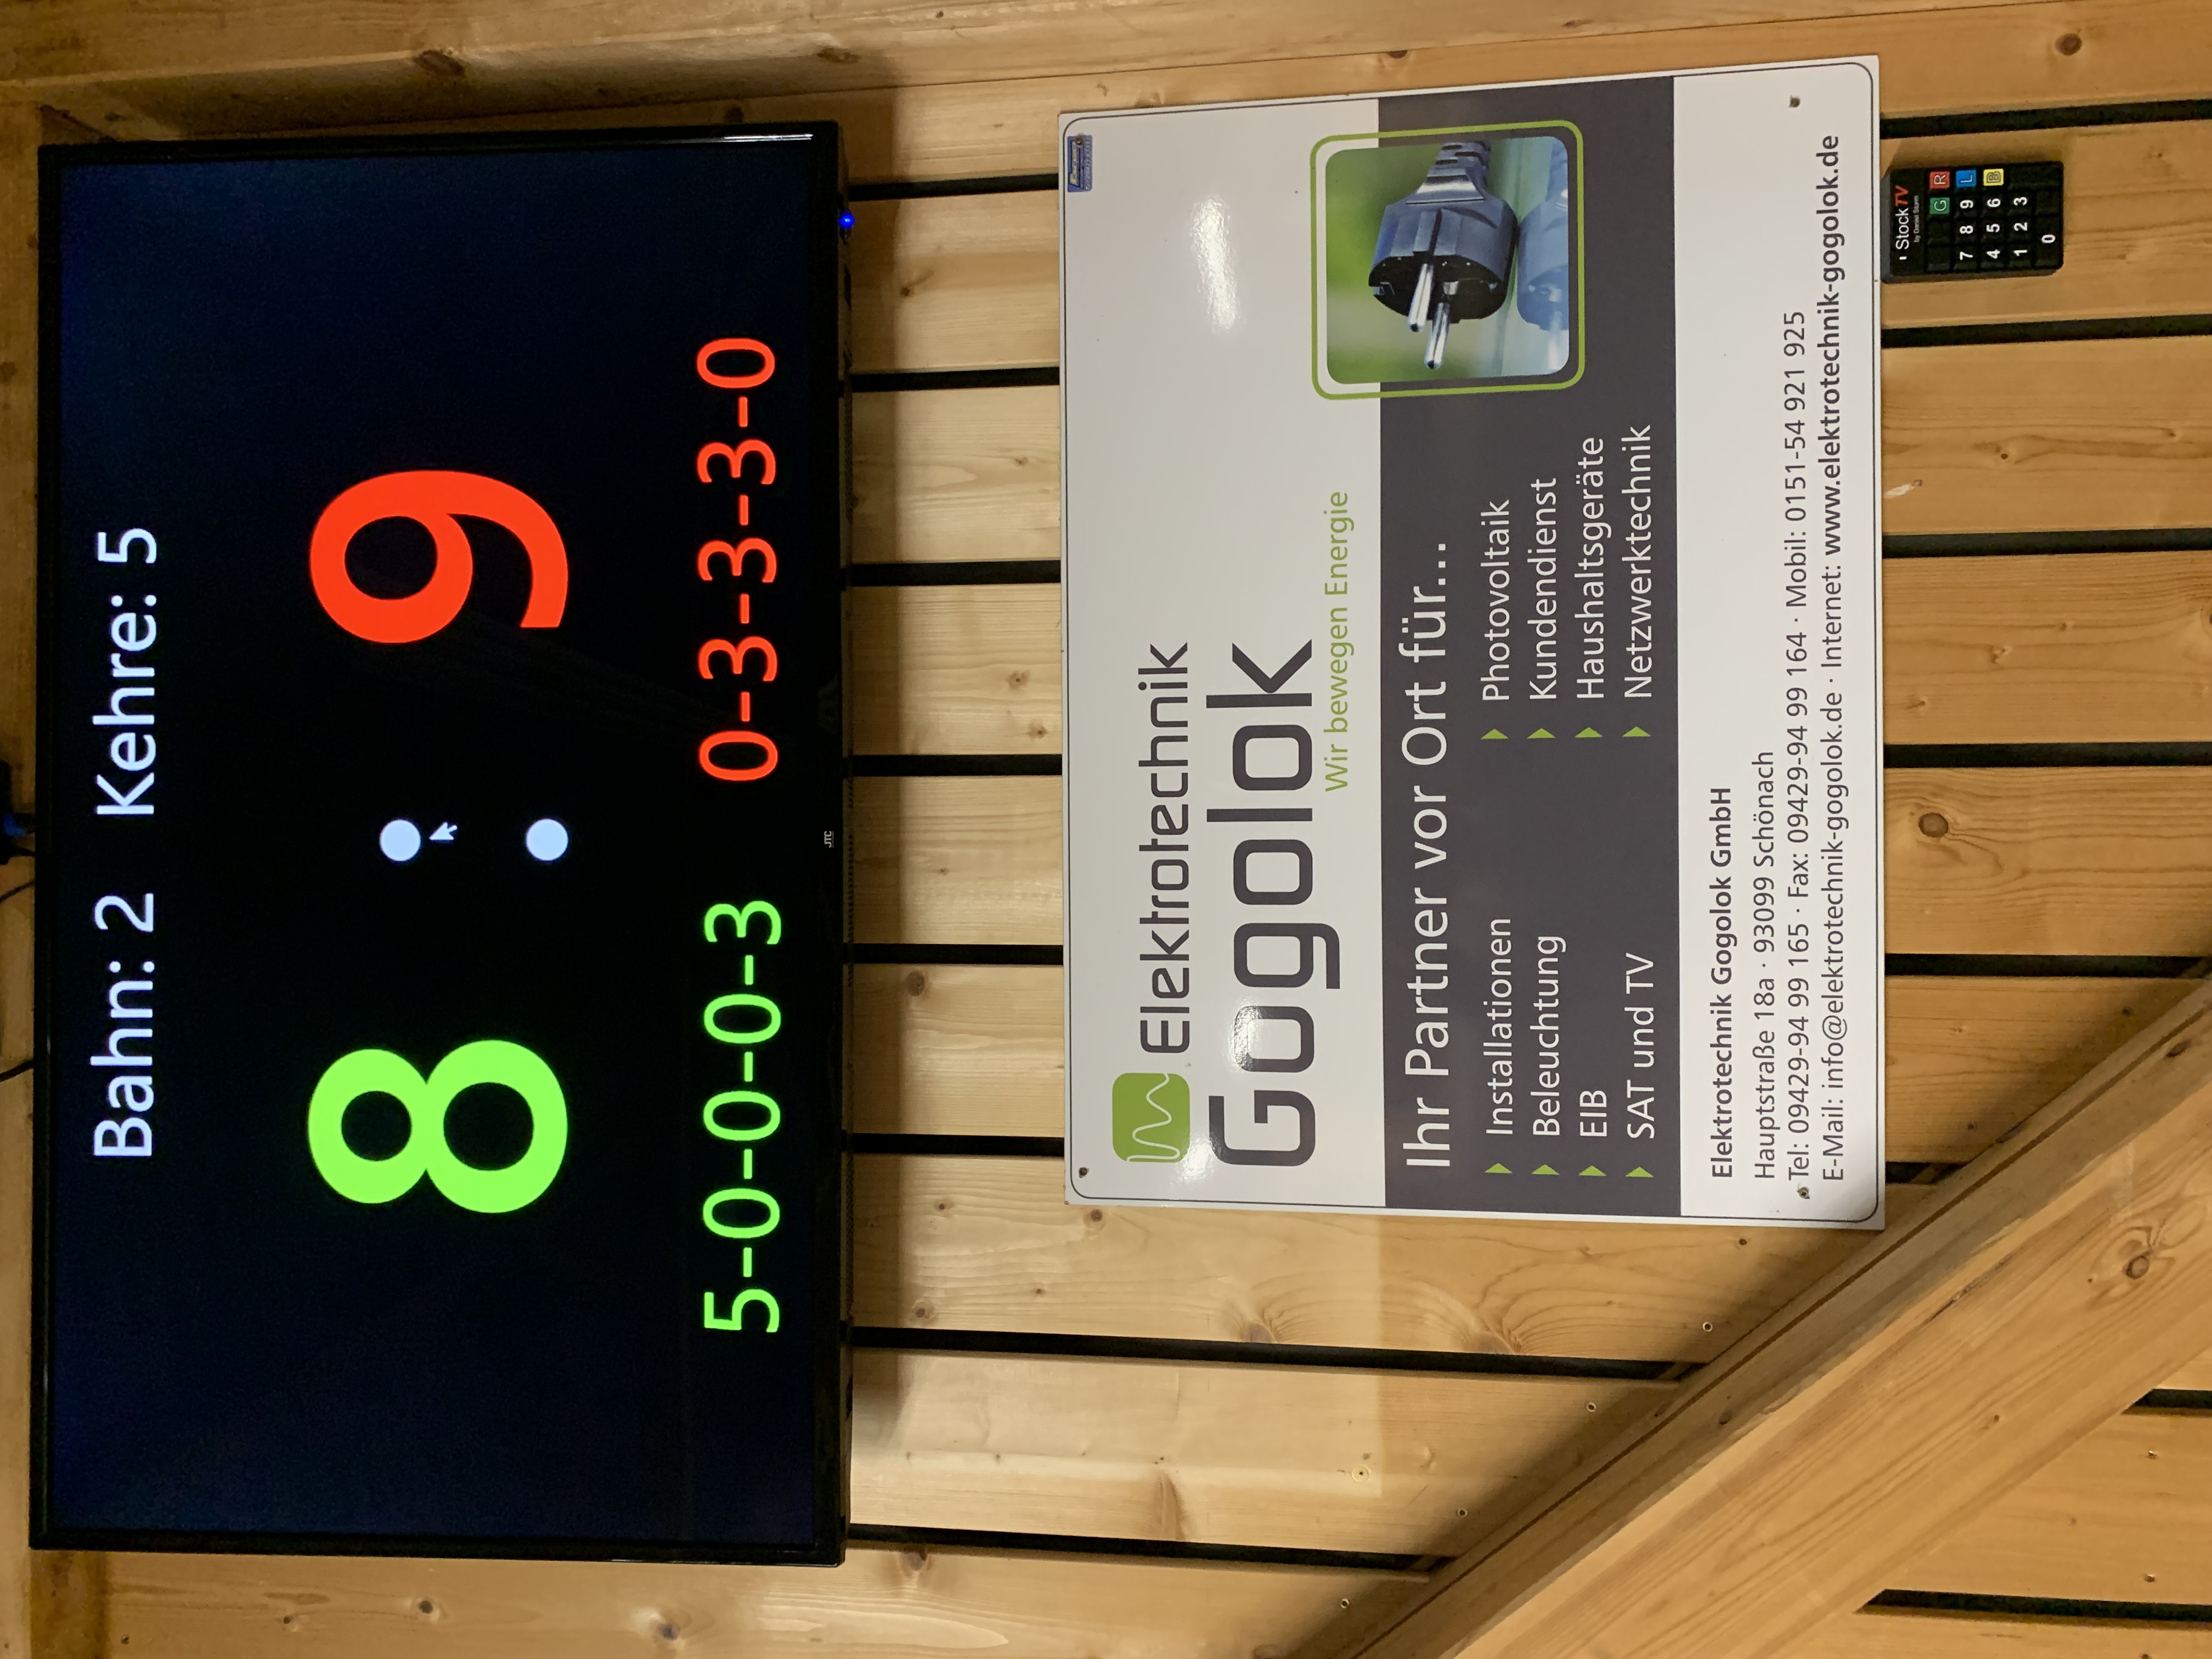 Bahn: 2 Kehre: 5
8 : 9
5-0-0-0-3 0-3-3-3-0
JTC
Elektrotechnik
Gogolok
Wir bewegen Energie
Ihr Partner vor Ort für...
Installationen
Beleuchtung
EIB
SAT und TV
Photovoltaik
Kundendienst
Haushaltsgeräte
Netzwerktechnik
Elektrotechnik Gogolok GmbH
Hauptstraße 18a · 93099 Schönach
Tel: 09429-94 99 165 · Fax: 09429-94 99 164 · Mobil: 0151-54 921 925
E-Mail: info@elektrotechnik-gogolok.de · Internet: www.elektrotechnik-gogolok.de
StockTV
by Daniel Sturm
G R
7 8 9 L
4 5 6 B
1 2 3
0